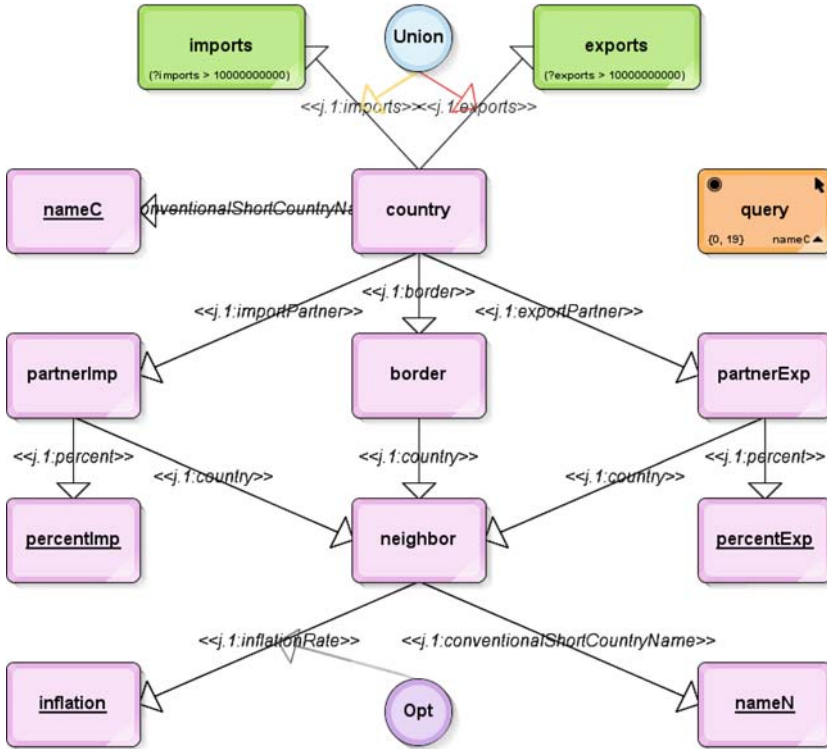 imports
(?imports > 10000000000)
Union
exports
(?exports > 10000000000)
<<j.1:imports>>
<<j.1:exports>>
nameC
onventionalShortCountryNa
country
query
{0, 19}
nameC
<<j.1:importPartner>>
<<j.1:border>>
<<j.1:exportPartner>>
partnerImp
border
partnerExp
<<j.1:percent>>
<<j.1:country>>
<<j.1:country>>
<<j.1:country>>
<<j.1:percent>>
percentImp
neighbor
percentExp
<<j.1:inflationRate>>
<<j.1:conventionalShortCountryName>>
inflation
Opt
nameN